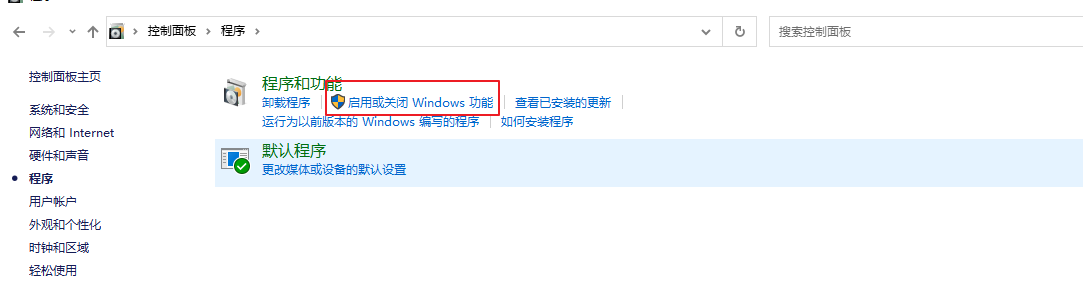 控制面板 程序
搜索控制面板
控制面板主页
系统和安全
网络和 Internet
硬件和声音
程序
用户帐户
外观和个性化
时钟和区域
轻松使用
程序和功能
卸载程序 启用或关闭 Windows 功能 查看已安装的更新
运行为以前版本的 Windows 编写的程序 如何安装程序
默认程序
更改媒体或设备的默认设置